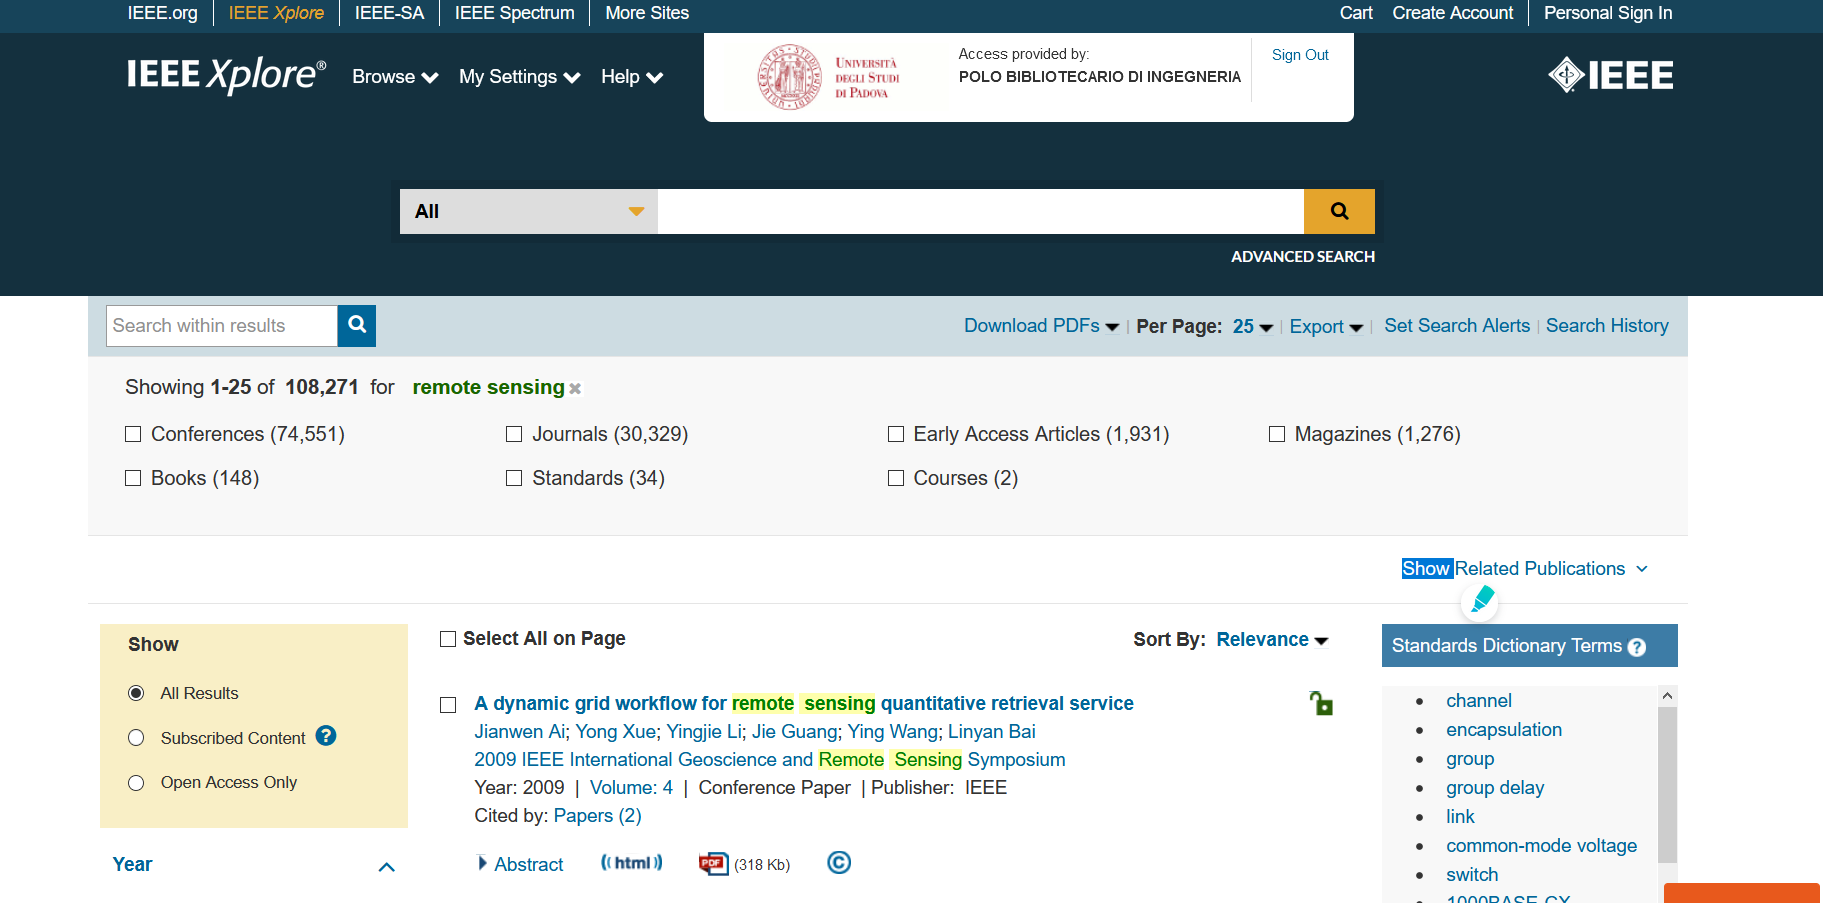 IEEE.org IEEE Xplore IEEE-SA IEEE Spectrum More Sites Cart Create Account Personal Sign In
IEEE Xplore® Browse My Settings Help
UNIVERSITÀ
DEGLI STUDI
DI PADOVA
Access provided by:
POLO BIBLIOTECARIO DI INGEGNERIA
Sign Out
IEEE
All
ADVANCED SEARCH
Search within results
Download PDFs | Per Page: 25 | Export | Set Search Alerts | Search History
Showing 1-25 of 108,271 for remote sensing
Conferences (74,551) Journals (30,329) Early Access Articles (1,931) Magazines (1,276)
Books (148) Standards (34) Courses (2)
Show Related Publications
Show
All Results
Subscribed Content ?
Open Access Only
Year
Select All on Page
Sort By: Relevance
A dynamic grid workflow for remote sensing quantitative retrieval service
Jianwen Ai; Yong Xue; Yingjie Li; Jie Guang; Ying Wang; Linyan Bai
2009 IEEE International Geoscience and Remote Sensing Symposium
Year: 2009 | Volume: 4 | Conference Paper | Publisher: IEEE
Cited by: Papers (2)
Abstract ((html)) PDF (318 Kb) ©
Standards Dictionary Terms ?
channel
encapsulation
group
group delay
link
common-mode voltage
switch
1000BASE-CX